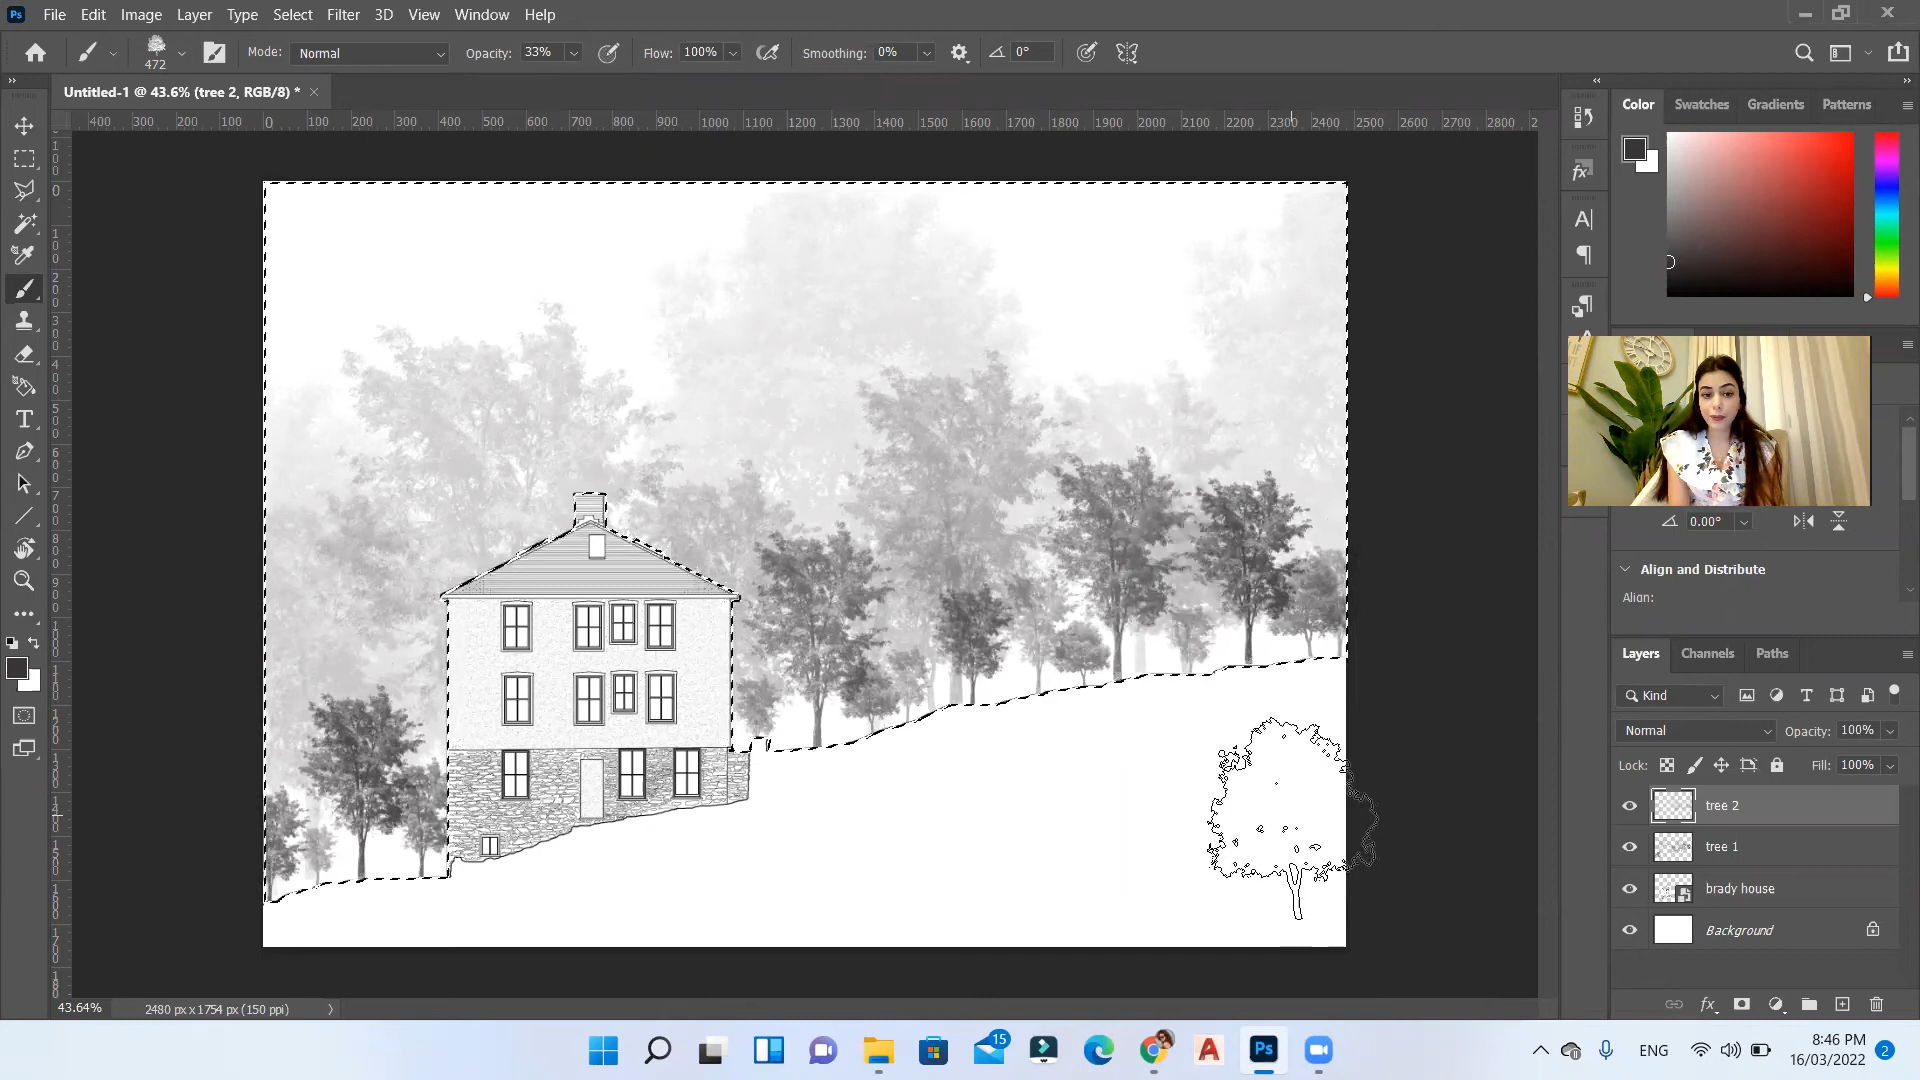 Ps File Edit Image Layer Type Select Filter 3D View Window Help
472 Mode: Normal Opacity: 33% Flow: 100% Smoothing: 0% 0°
Untitled-1 @ 43.6% (tree 2, RGB/8) * ×
400 300 200 100 0 100 200 300 400 500 600 700 800 900 1000 1100 1200 1300 1400 1500 1600 1700 1800 1900 2000 2100 2200 2300 2400 2500 2600 2700 2800 2
Color Swatches Gradients Patterns
0.00°
Align and Distribute
Align:
Layers Channels Paths
Kind
Normal Opacity: 100%
Lock: Fill: 100%
tree 2
tree 1
brady house
Background
43.64% 2480 px x 1754 px (150 ppi)
15
A
Ps
ENG
8:46 PM
16/03/2022
2